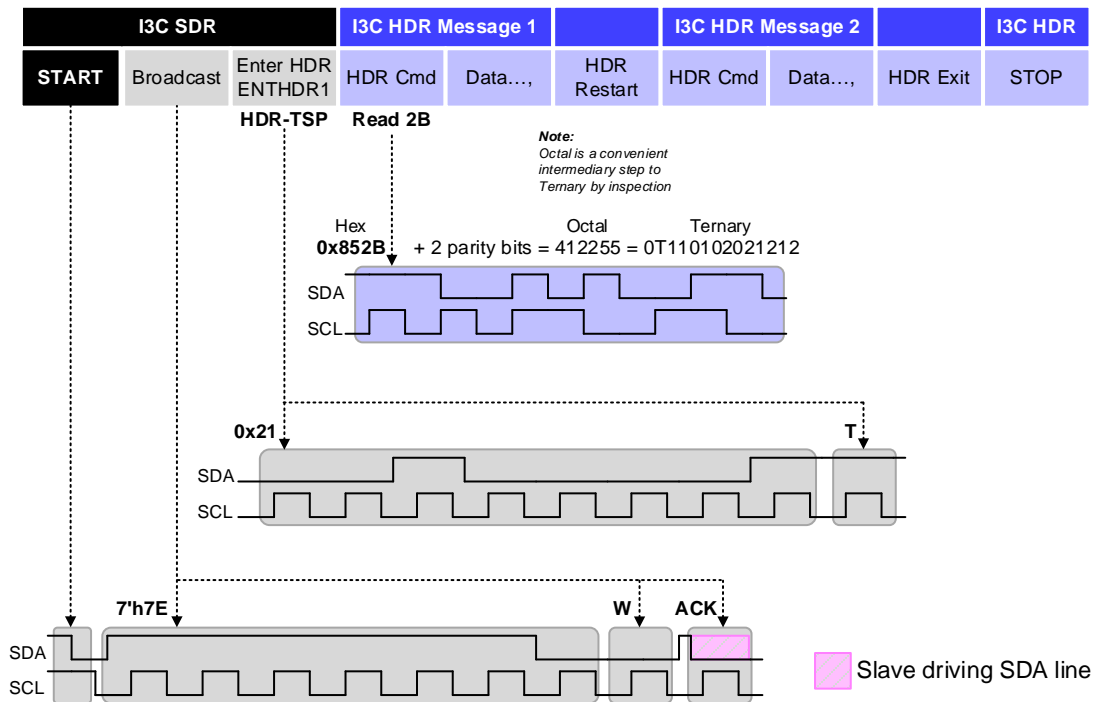 I3C SDR
I3C HDR Message 1
I3C HDR Message 2
I3C HDR
START
Broadcast
Enter HDR
ENTHDR1
HDR Cmd
Data…,
HDR
Restart
HDR Cmd
Data…,
HDR Exit
STOP
HDR-TSP
Read 2B
Note:
Octal is a convenient
intermediary step to
Ternary by inspection
Hex
Octal
Ternary
0x852B + 2 parity bits = 412255 = 0T110102021212
SDA
SCL
0x21
T
SDA
SCL
7'h7E
W
ACK
SDA
SCL
Slave driving SDA line